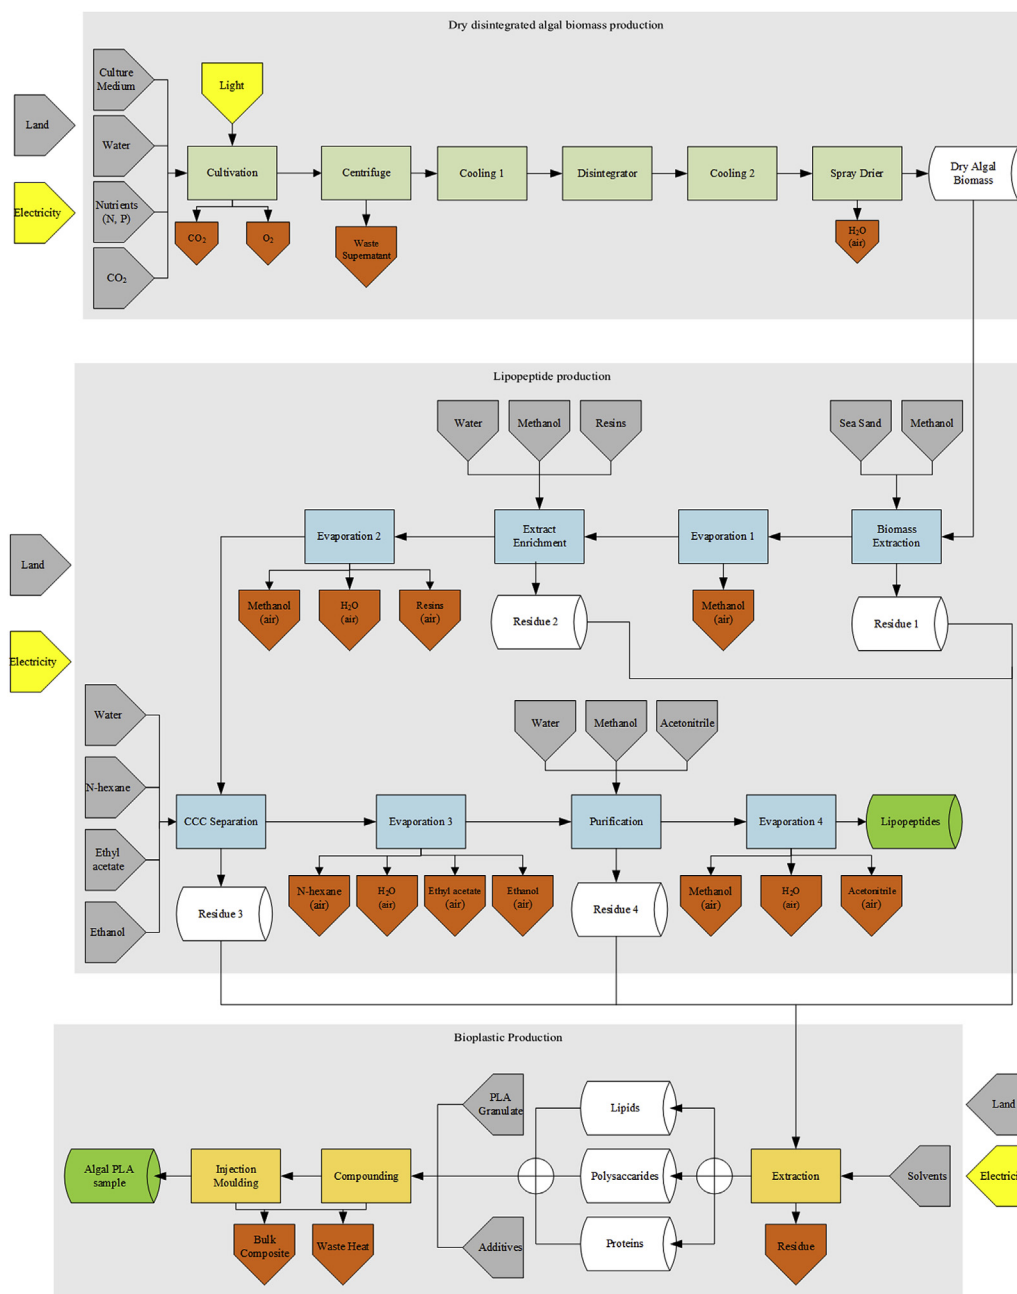 Dry disintegrated algal biomass production
Culture
Medium
Light
Land
Water
Cultivation
Centrifuge
Cooling 1
Disintegrator
Cooling 2
Spray Drier
Dry Algal
Biomass
Electricity
Nutrients
(N, P)
CO₂
O₂
Waste
Supernatant
H₂O
(air)
CO₂
Lipopeptide production
Water
Methanol
Resins
Sea Sand
Methanol
Evaporation 2
Extract
Enrichment
Evaporation 1
Biomass
Extraction
Land
Methanol
(air)
H₂O
(air)
Resins
(air)
Residue 2
Methanol
(air)
Residue 1
Electricity
Water
Water
Methanol
Acetonitrile
N-hexane
CCC Separation
Evaporation 3
Purification
Evaporation 4
Lipopeptides
Ethyl
acetate
N-hexane
(air)
H₂O
(air)
Ethyl acetate
(air)
Ethanol
(air)
Methanol
(air)
H₂O
(air)
Acetonitrile
(air)
Residue 3
Residue 4
Ethanol
Bioplastic Production
PLA
Granulate
Lipids
Land
Algal PLA
sample
Injection
Moulding
Compounding
Polysaccarides
Extraction
Solvents
Electrici
Bulk
Composite
Waste Heat
Additives
Proteins
Residue